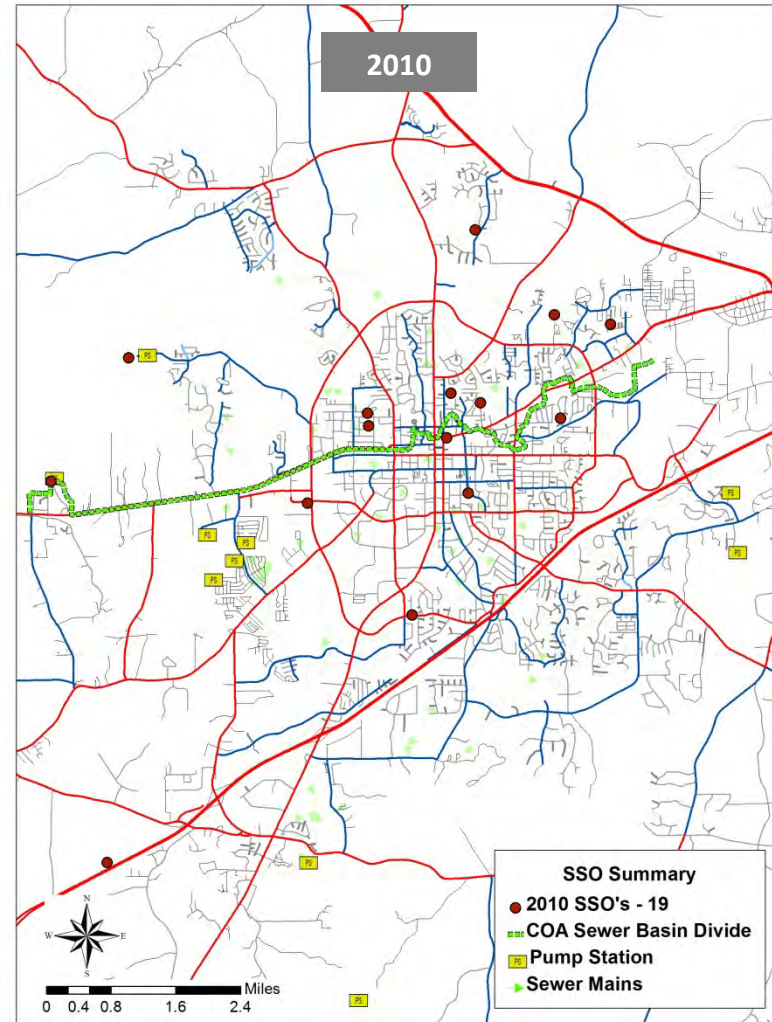 2010
PS
PS
PS
PS
PS
PS
PS
PS
PS
PS
SSO Summary
2010 SSO's - 19
COA Sewer Basin Divide
PS Pump Station
Sewer Mains
N
W E
S
Miles
0 0.4 0.8 1.6 2.4